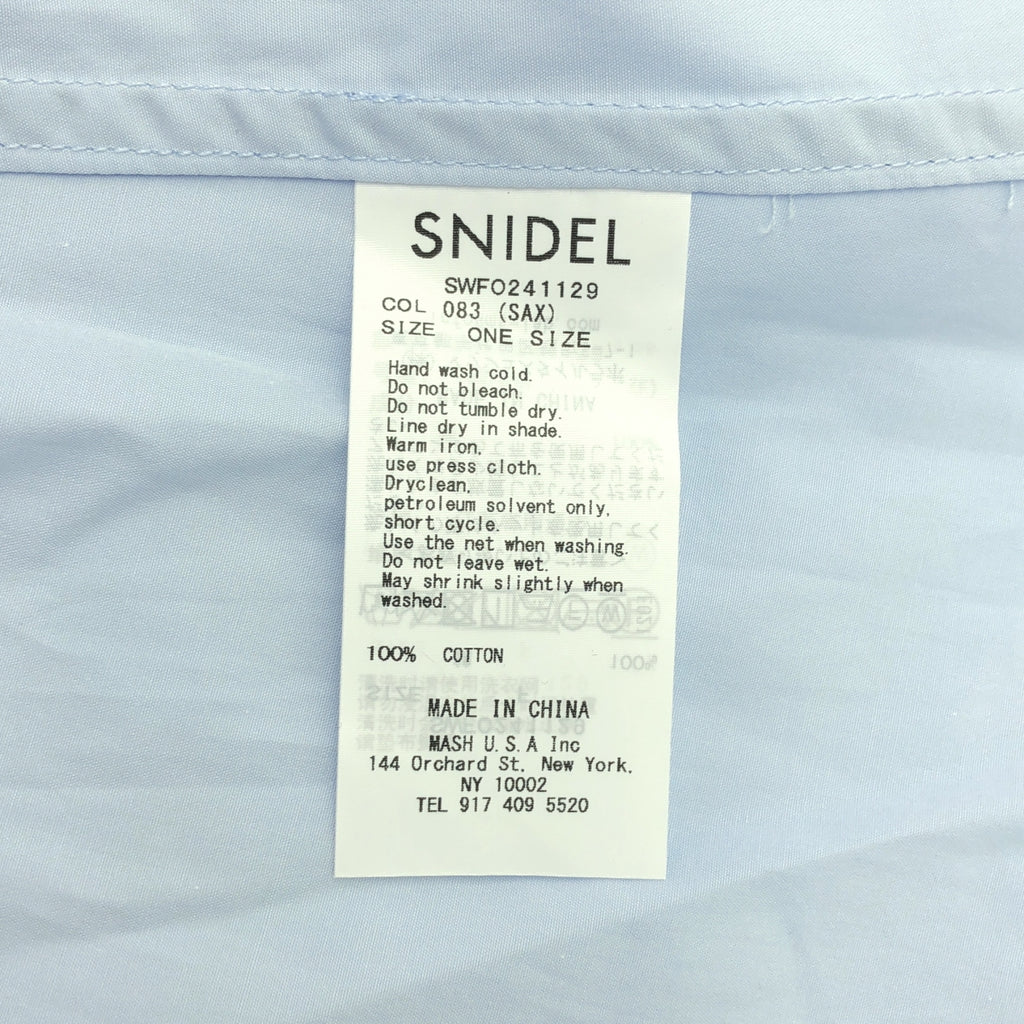 SNIDEL
SWFO241129
COL 083 (SAX)
SIZE ONE SIZE
Hand wash cold.
Do not bleach.
Do not tumble dry.
Line dry in shade.
Warm iron,
use press cloth.
Dryclean,
petroleum solvent only,
short cycle.
Use the net when washing.
Do not leave wet.
May shrink slightly when
washed.
100% COTTON
MADE IN CHINA
MASH U.S.A Inc
144 Orchard St, New York,
NY 10002
TEL 917 409 5520